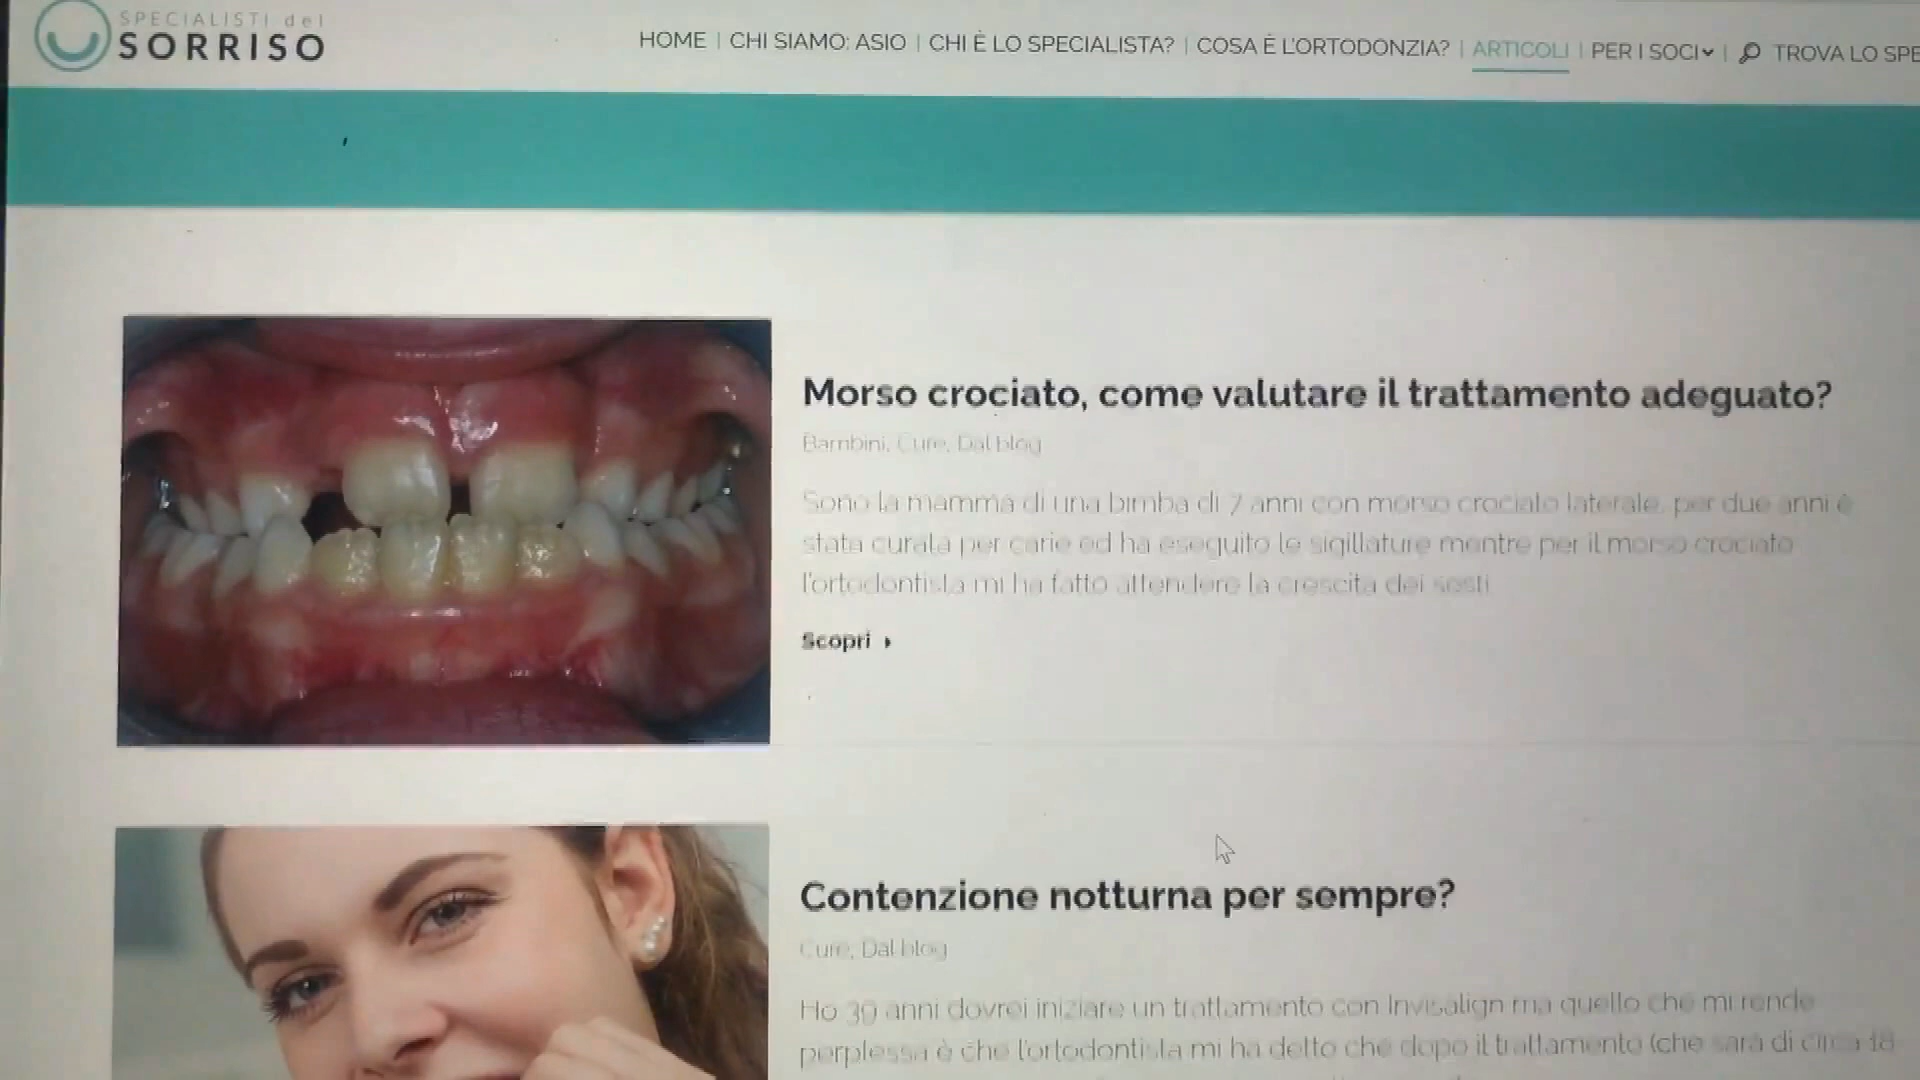 SPECIALISTI del
SORRISO
HOME | CHI SIAMO: ASIO | CHI È LO SPECIALISTA? | COSA È L'ORTODONZIA? | ARTICOLI | PER I SOCI | TROVA LO SPE
Morso crociato, come valutare il trattamento adeguato?
Bambini, Cure, Dal blog
Sono la mamma di una bimba di 7 anni con morso crociato laterale, per due anni è
stata curata per carie ed ha eseguito le sigillature mentre per il morso crociato
l'ortodontista mi ha fatto attendere la crescita dei sesti
Scopri
Contenzione notturna per sempre?
Cure, Dal blog
Ho 39 anni dovrei iniziare un trattamento con Invisalign ma quello che mi rende
perplessa è che l'ortodontista mi ha detto che dopo il trattamento (che sarà di circa 18